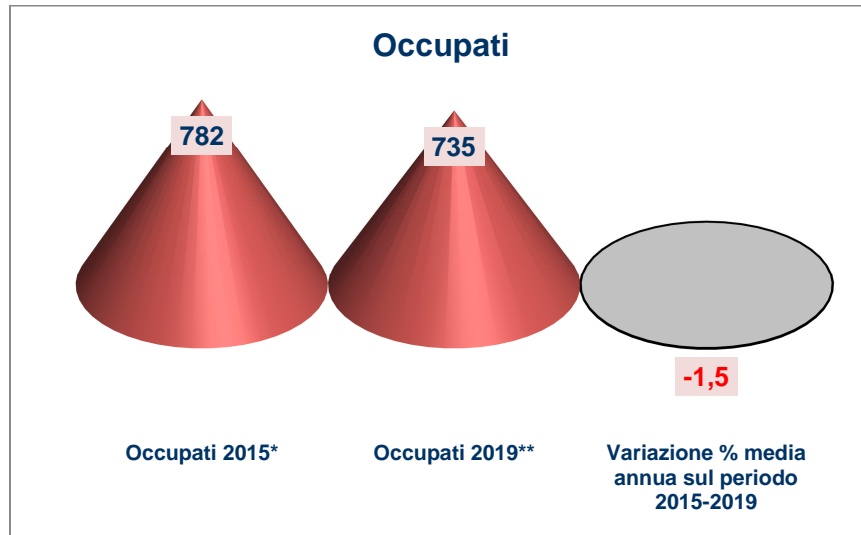 Occupati
782
735
-1,5
Occupati 2015*
Occupati 2019**
Variazione % media
annua sul periodo
2015-2019